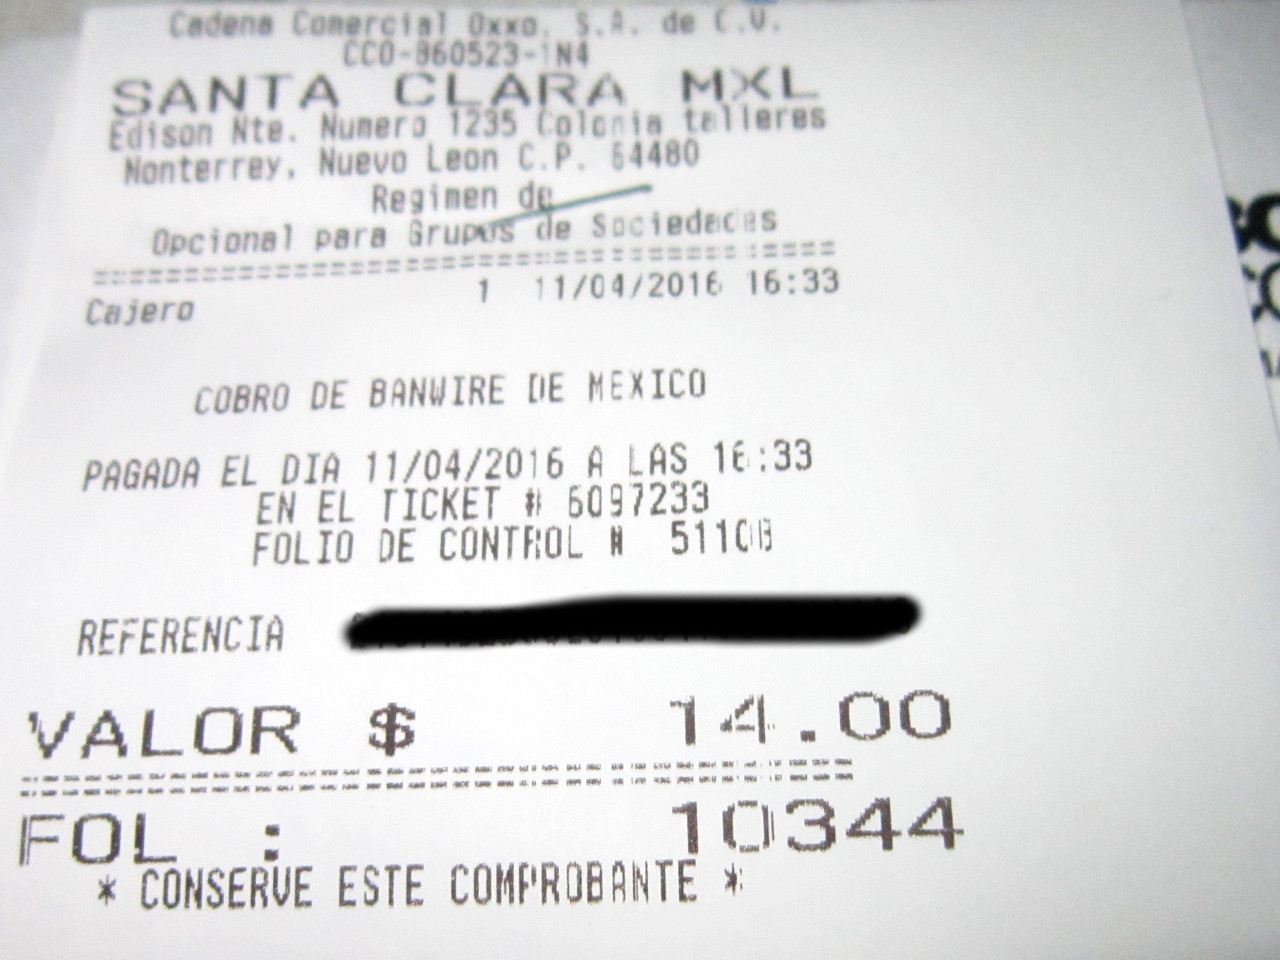 Cadena Comercial Oxxo, S.A. de C.V.
CCO-860523-1N4
SANTA CLARA MXL
Edison Nte. Numero 1235 Colonia talleres
Monterrey, Nuevo Leon C.P. 64480
Regimen de
Opcional para Grupos de Sociedades
Cajero 1 11/04/2016 16:33
COBRO DE BANWIRE DE MEXICO
PAGADA EL DIA 11/04/2016 A LAS 16:33
EN EL TICKET # 6097233
FOLIO DE CONTROL #
REFERENCIA
VALOR $ 14.00
FOL : 10344
* CONSERVE ESTE COMPROBANTE *